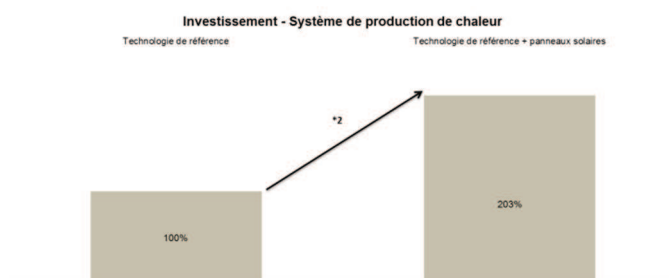 Investissement - Système de production de chaleur
Technologie de référence
Technologie de référence + panneaux solaires
*2
203%
100%